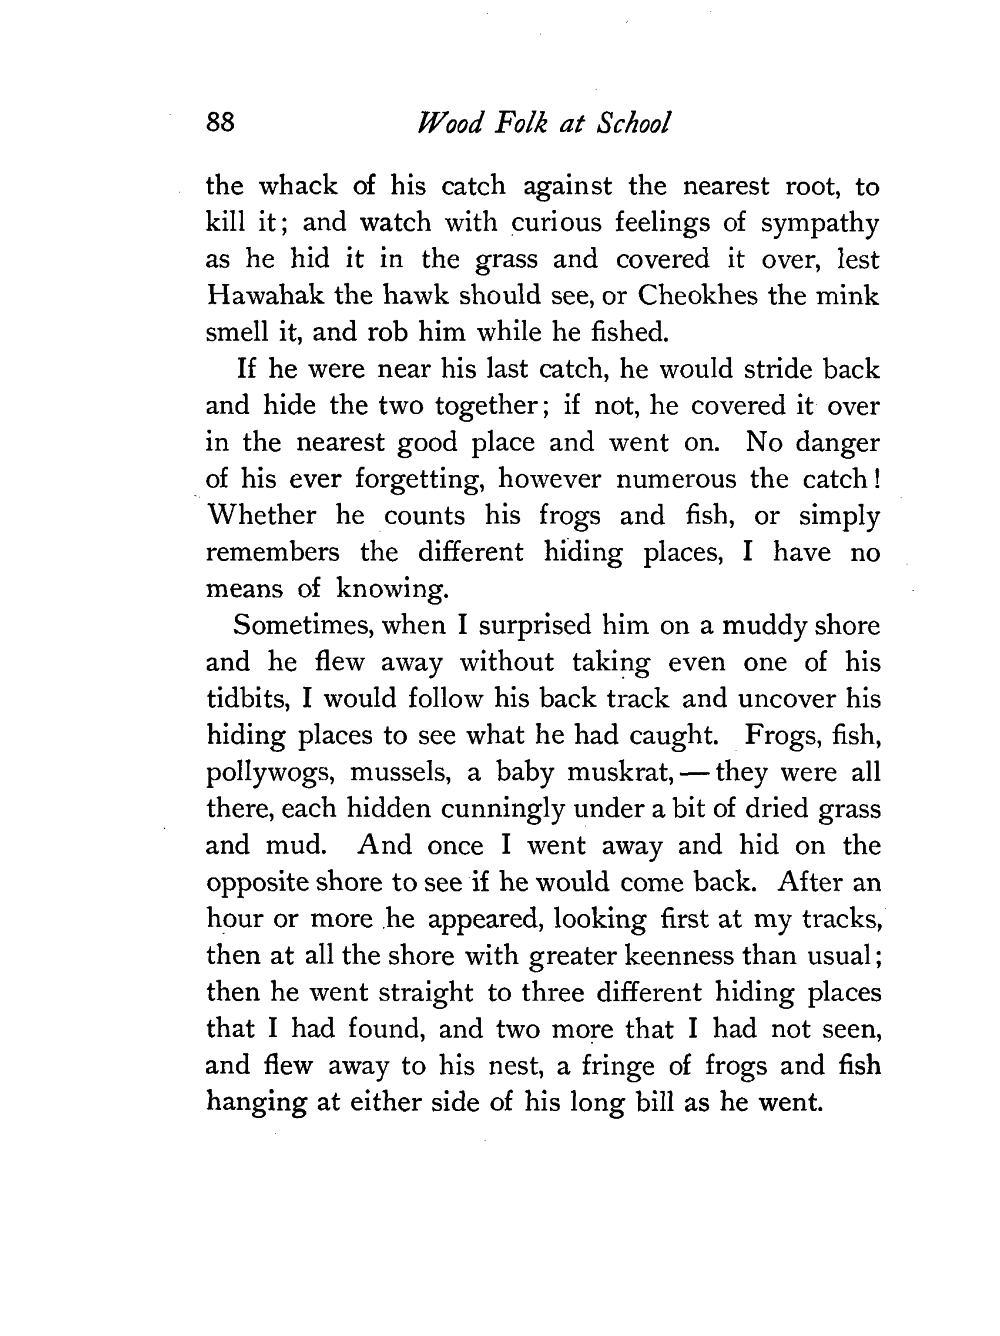 88 Wood Folk at School
the whack of his catch against the nearest root, to
kill it; and watch with curious feelings of sympathy
as he hid it in the grass and covered it over, lest
Hawahak the hawk should see, or Cheokhes the mink
smell it, and rob him while he fished.
If he were near his last catch, he would stride back
and hide the two together; if not, he covered it over
in the nearest good place and went on. No danger
of his ever forgetting, however numerous the catch!
Whether he counts his frogs and fish, or simply
remembers the different hiding places, I have no
means of knowing.
Sometimes, when I surprised him on a muddy shore
and he flew away without taking even one of his
tidbits, I would follow his back track and uncover his
hiding places to see what he had caught. Frogs, fish,
pollywogs, mussels, a baby muskrat, — they were all
there, each hidden cunningly under a bit of dried grass
and mud. And once I went away and hid on the
opposite shore to see if he would come back. After an
hour or more he appeared, looking first at my tracks,
then at all the shore with greater keenness than usual;
then he went straight to three different hiding places
that I had found, and two more that I had not seen,
and flew away to his nest, a fringe of frogs and fish
hanging at either side of his long bill as he went.